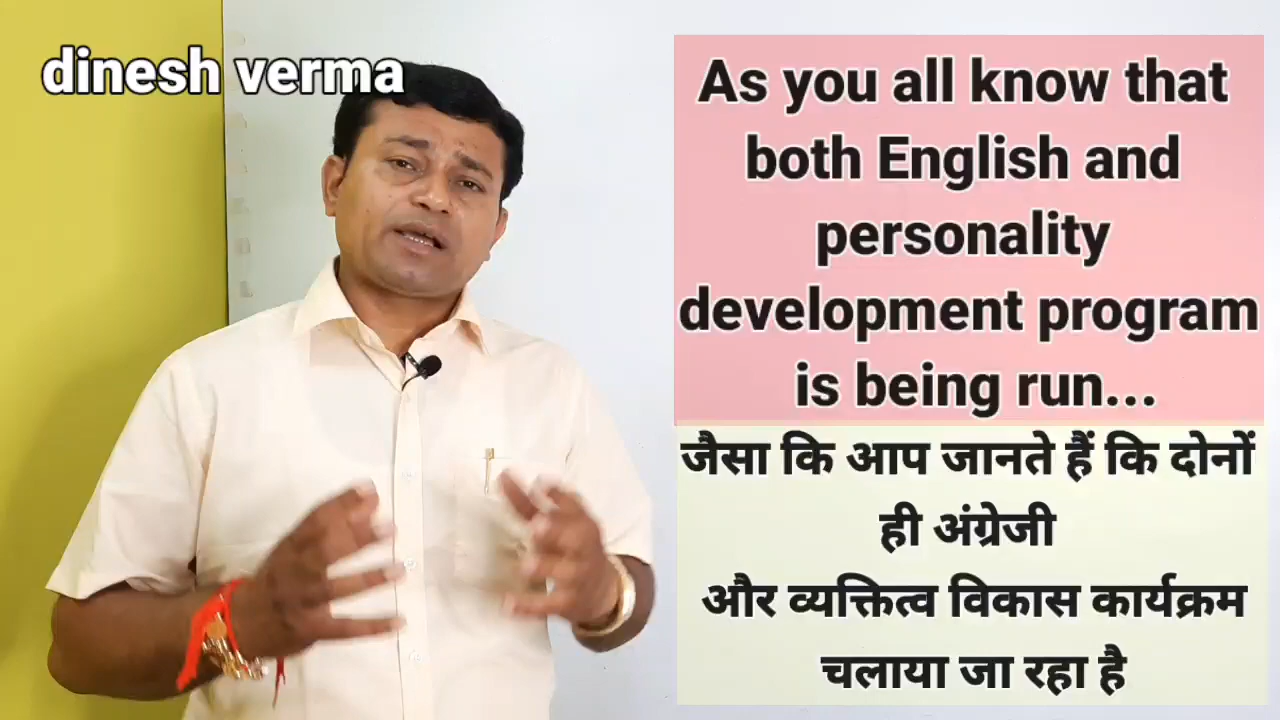 dinesh verma
As you all know that
both English and
personality
development program
is being run...
जैसा कि आप जानते हैं कि दोनों
ही अंग्रेजी
और व्यक्तित्व विकास कार्यक्रम
चलाया जा रहा है